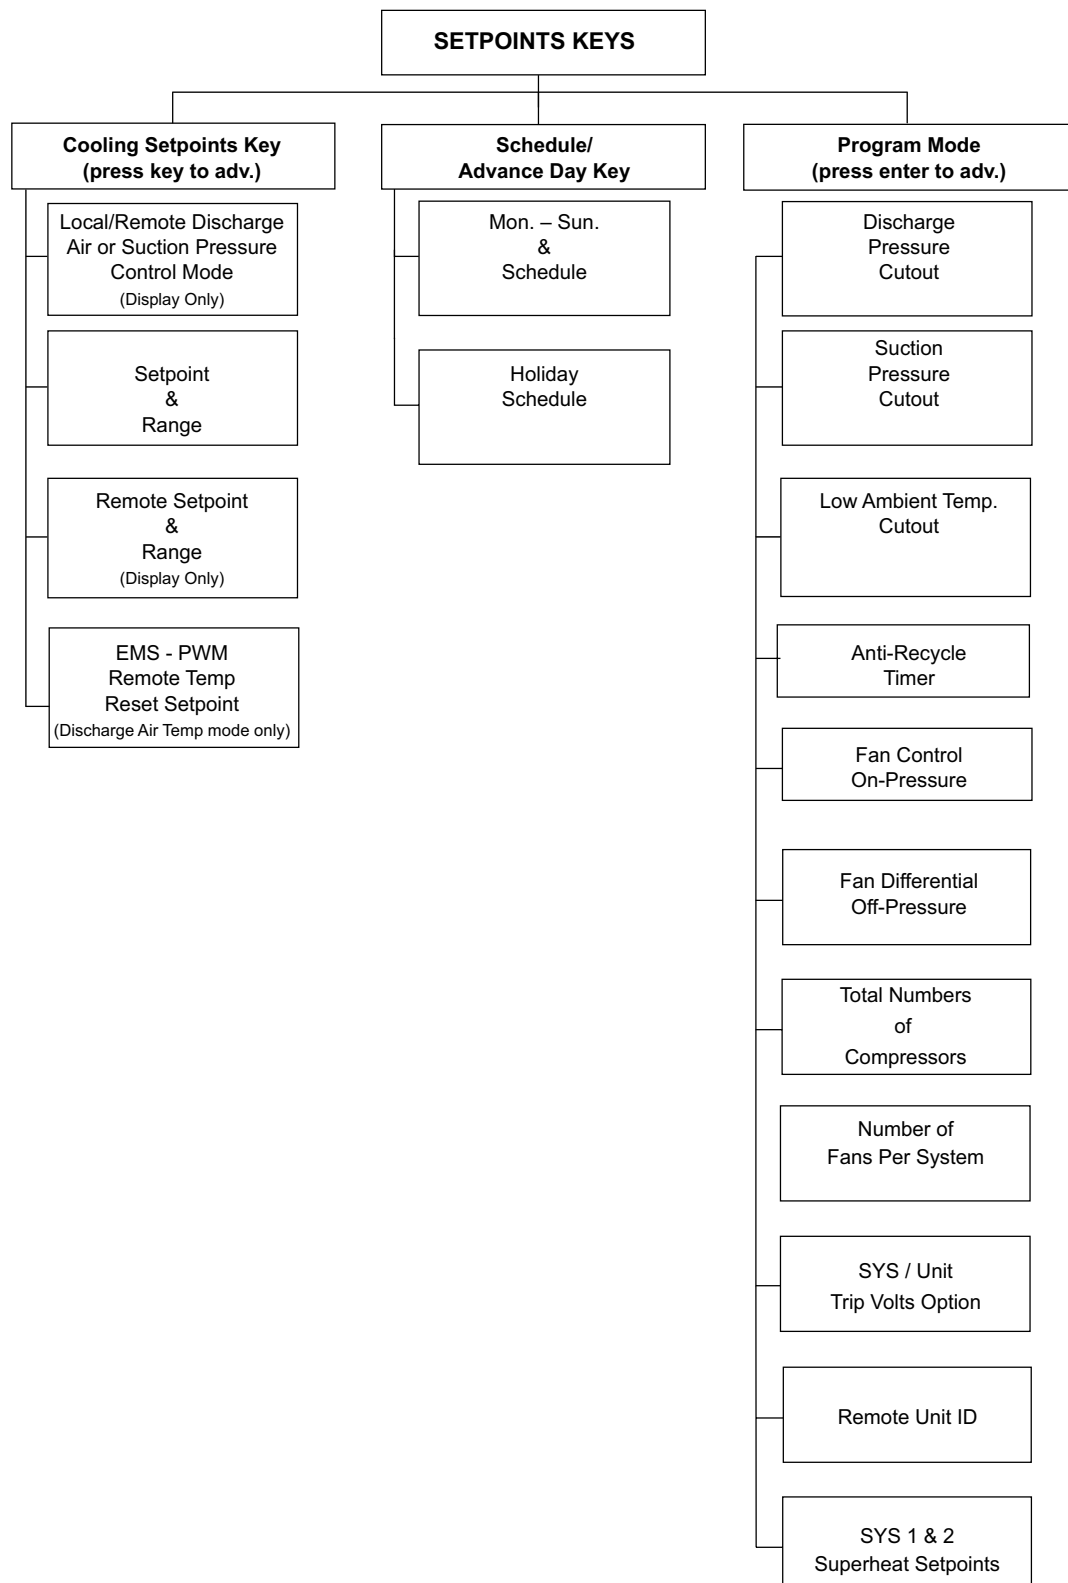 SETPOINTS KEYS
Cooling Setpoints Key
(press key to adv.)
Local/Remote Discharge
Air or Suction Pressure
Control Mode
(Display Only)
Setpoint
&
Range
Remote Setpoint
&
Range
(Display Only)
EMS - PWM
Remote Temp
Reset Setpoint
(Discharge Air Temp mode only)
Schedule/
Advance Day Key
Mon. – Sun.
&
Schedule
Holiday
Schedule
Program Mode
(press enter to adv.)
Discharge
Pressure
Cutout
Suction
Pressure
Cutout
Low Ambient Temp.
Cutout
Anti-Recycle
Timer
Fan Control
On-Pressure
Fan Differential
Off-Pressure
Total Numbers
of
Compressors
Number of
Fans Per System
SYS / Unit
Trip Volts Option
Remote Unit ID
SYS 1 & 2
Superheat Setpoints